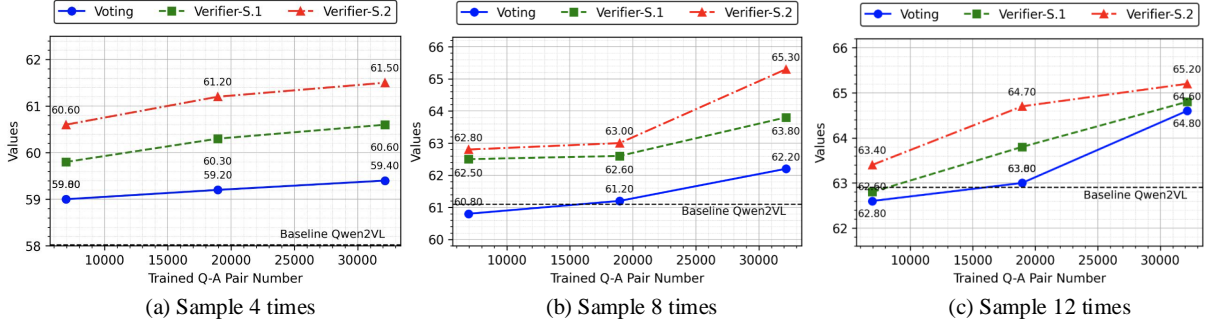 Voting Verifier-S.1 Verifier-S.2
Values
62
61
60
59
58
60.60
61.20
61.50
60.30
60.60
59.20
59.40
Baseline Qwen2VL
10000 15000 20000 25000 30000
Trained Q-A Pair Number
(a) Sample 4 times
Voting Verifier-S.1 Verifier-S.2
Values
66
65
64
63
62
61
60
62.80
63.00
65.30
62.50
62.60
63.80
60.80
61.20
62.20
Baseline Qwen2VL
10000 15000 20000 25000 30000
Trained Q-A Pair Number
(b) Sample 8 times
Voting Verifier-S.1 Verifier-S.2
Values
66
65
64
63
62
63.40
64.70
65.20
64.60
64.80
62.60
62.80
Baseline Qwen2VL
10000 15000 20000 25000 30000
Trained Q-A Pair Number
(c) Sample 12 times